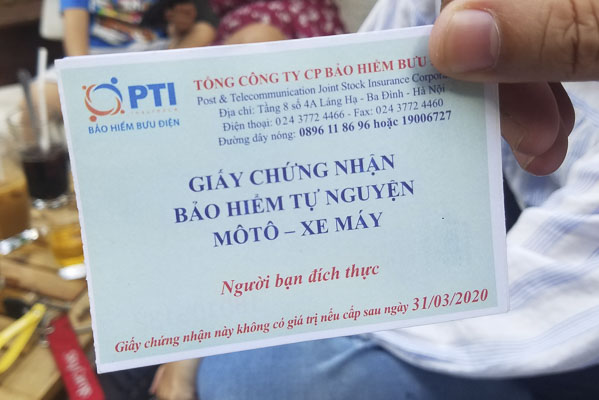 PTI
BẢO HIỂM BƯU ĐIỆN
TỔNG CÔNG TY CP BẢO HIỂM BƯU
Post & Telecommunication Joint Stock Insurance Corpora
Địa chỉ: Tầng 8 số 4A Láng Hạ - Ba Đình - Hà Nội
Điện thoại: 024 3772 4466 - Fax: 024 3772 4460
Đường dây nóng: 0896 11 86 96 hoặc 19006727
GIẤY CHỨNG NHẬN
BẢO HIỂM TỰ NGUYỆN
MÔTÔ – XE MÁY
Người bạn đích thực
Giấy chứng nhận này không có giá trị nếu cấp sau ngày 31/03/2020